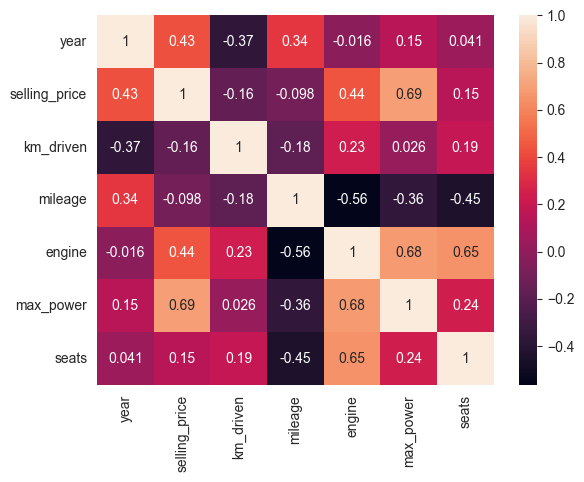 1.0
year 1 0.43 -0.37 0.34 -0.016 0.15 0.041
0.8
selling_price 0.43 1 -0.16 -0.098 0.44 0.69 0.15
0.6
km_driven -0.37 -0.16 1 -0.18 0.23 0.026 0.19
0.4
mileage 0.34 -0.098 -0.18 1 -0.56 -0.36 -0.45
0.2
engine -0.016 0.44 0.23 -0.56 1 0.68 0.65
0.0
max_power 0.15 0.69 0.026 -0.36 0.68 1 0.24
−0.2
seats 0.041 0.15 0.19 -0.45 0.65 0.24 1
−0.4
year selling_price km_driven mileage engine max_power seats